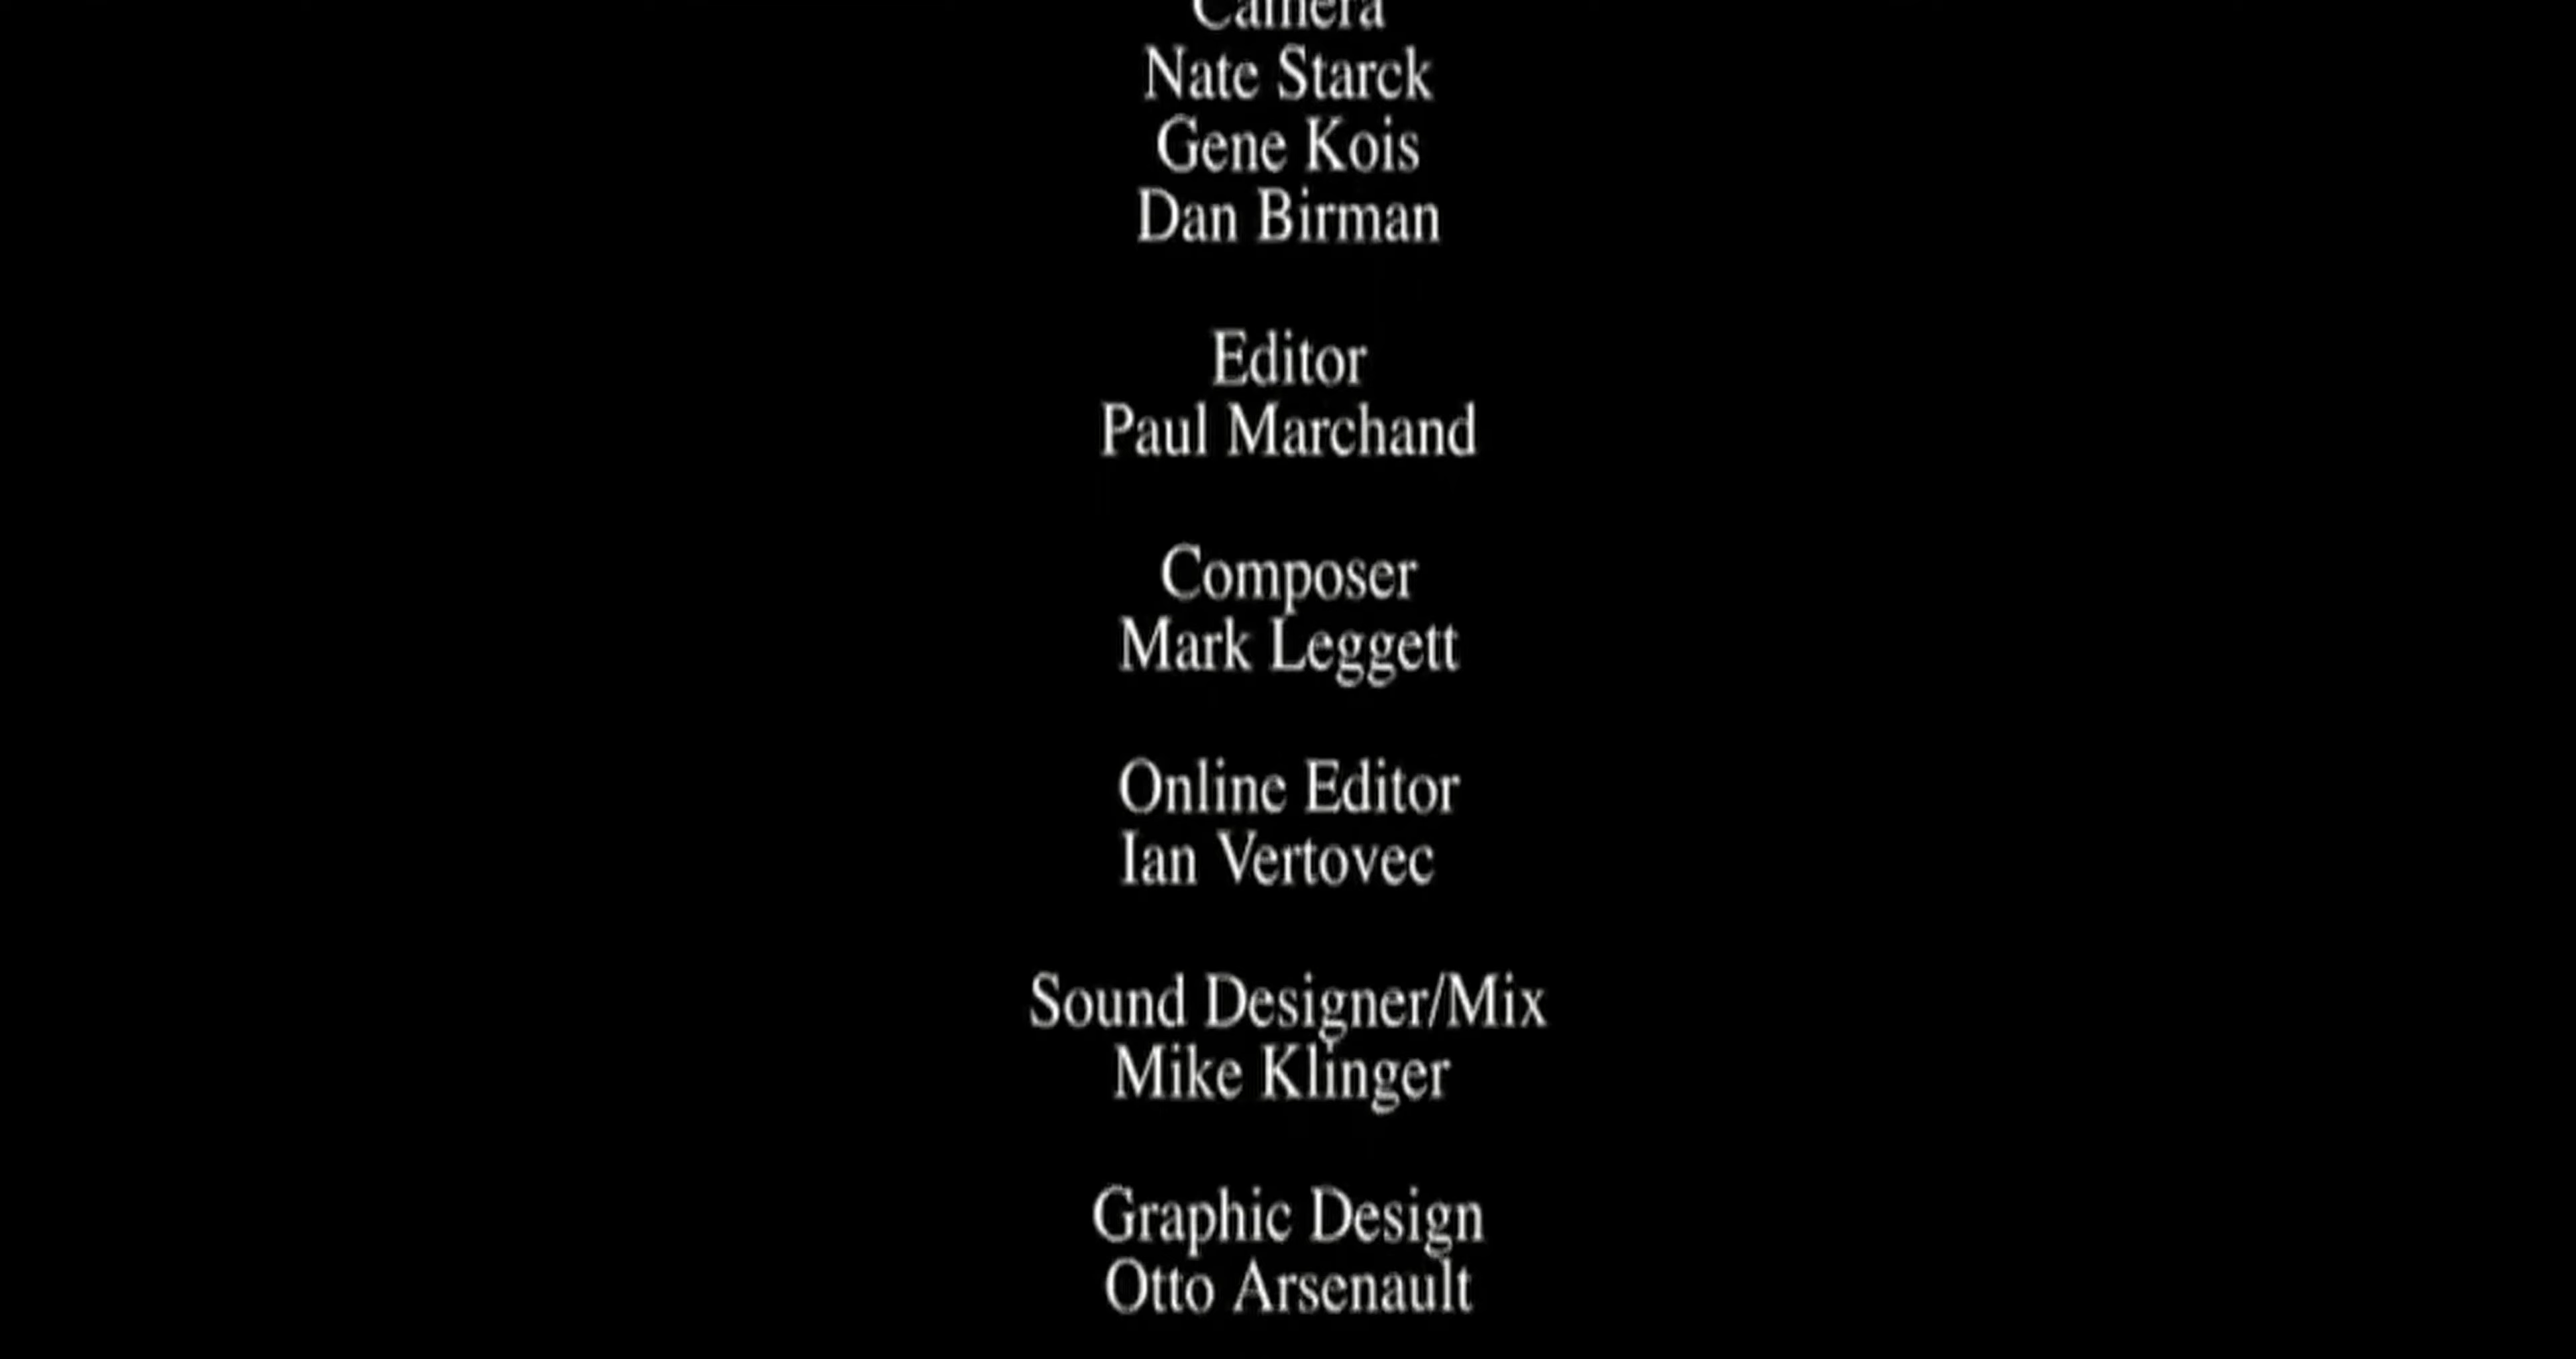 Camera
Nate Starck
Gene Kois
Dan Birman
Editor
Paul Marchand
Composer
Mark Leggett
Online Editor
Ian Vertovec
Sound Designer/Mix
Mike Klinger
Graphic Design
Otto Arsenault